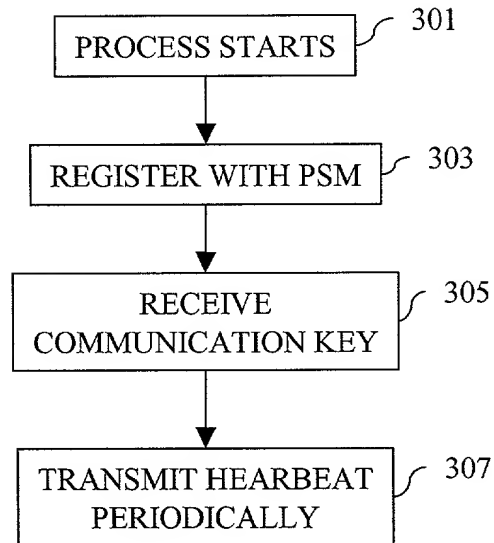 PROCESS STARTS
301
REGISTER WITH PSM
303
RECEIVE
COMMUNICATION KEY
305
TRANSMIT HEARBEAT
PERIODICALLY
307